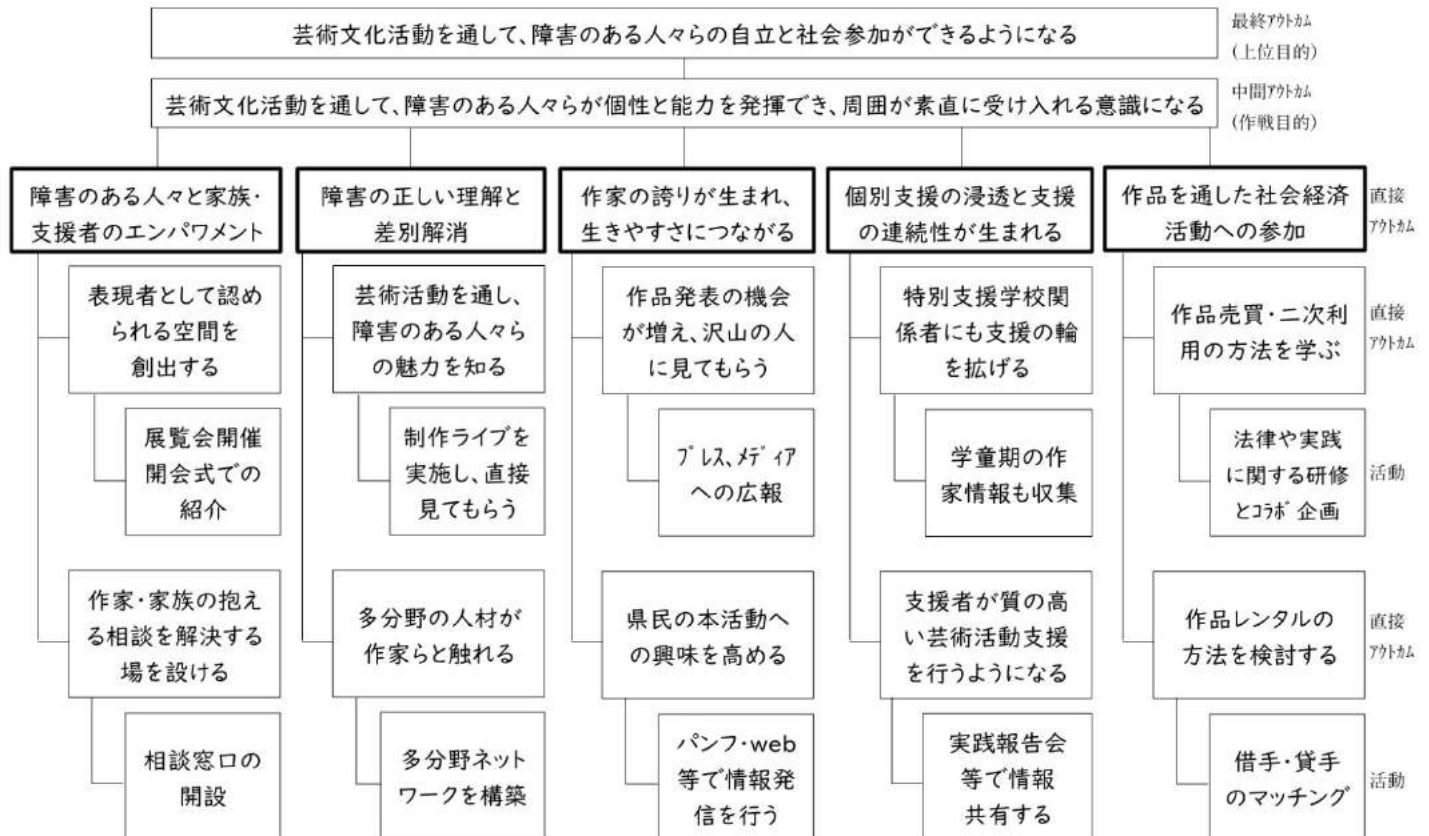 芸術文化活動を通して、障害のある人々らの自立と社会参加ができるようになる
最終ｱｳﾄｶﾑ
(上位目的)
芸術文化活動を通して、障害のある人々らが個性と能力を発揮でき、周囲が素直に受け入れる意識になる
中間ｱｳﾄｶﾑ
(作戦目的)
障害のある人々と家族・
支援者のエンパワメント
障害の正しい理解と
差別解消
作家の誇りが生まれ、
生きやすさにつながる
個別支援の浸透と支援
の連続性が生まれる
作品を通した社会経済
活動への参加
直接
ｱｳﾄｶﾑ
表現者として認め
られる空間を
創出する
芸術活動を通し、
障害のある人々ら
の魅力を知る
作品発表の機会
が増え、沢山の人
に見てもらう
特別支援学校関
係者にも支援の輪
を拡げる
作品売買・二次利
用の方法を学ぶ
直接
ｱｳﾄｶﾑ
展覧会開催
開会式での
紹介
制作ライブを
実施し、直接
見てもらう
ﾌﾟﾚｽ、ﾒﾃﾞｨｱ
への広報
学童期の作
家情報も収集
法律や実践
に関する研修
とｺﾗﾎﾞ企画
活動
作家・家族の抱え
る相談を解決する
場を設ける
多分野の人材が
作家らと触れる
県民の本活動へ
の興味を高める
支援者が質の高
い芸術活動支援
を行うようになる
作品レンタルの
方法を検討する
直接
ｱｳﾄｶﾑ
相談窓口の
開設
多分野ネット
ワークを構築
パンフ・web
等で情報発
信を行う
実践報告会
等で情報
共有する
借手・貸手
のマッチング
活動